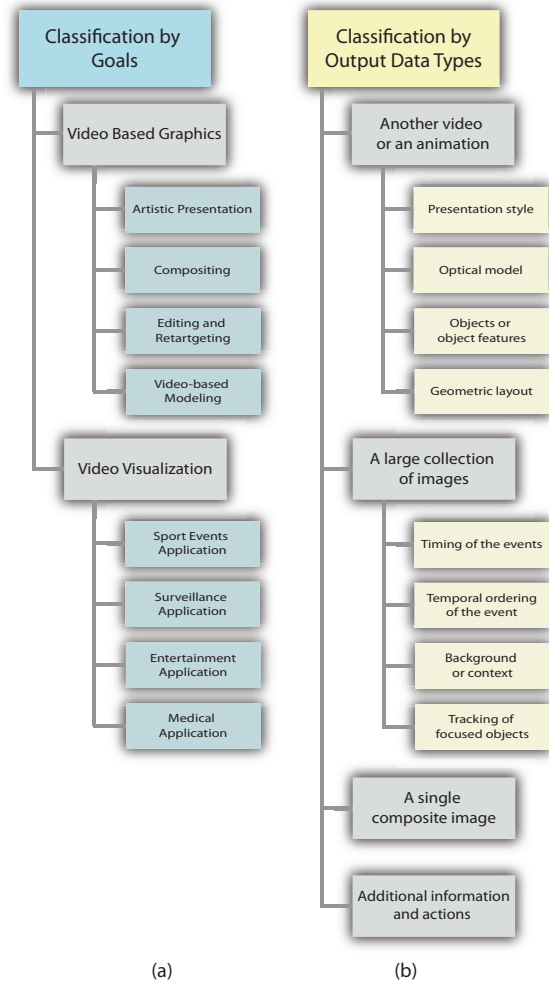 Classification by
Goals
Video Based Graphics
Artistic Presentation
Compositing
Editing and
Retartgeting
Video-based
Modeling
Video Visualization
Sport Events
Application
Surveillance
Application
Entertainment
Application
Medical
Application
(a)
Classification by
Output Data Types
Another video
or an animation
Presentation style
Optical model
Objects or
object features
Geometric layout
A large collection
of images
Timing of the events
Temporal ordering
of the event
Background
or context
Tracking of
focused objects
A single
composite image
Additional information
and actions
(b)